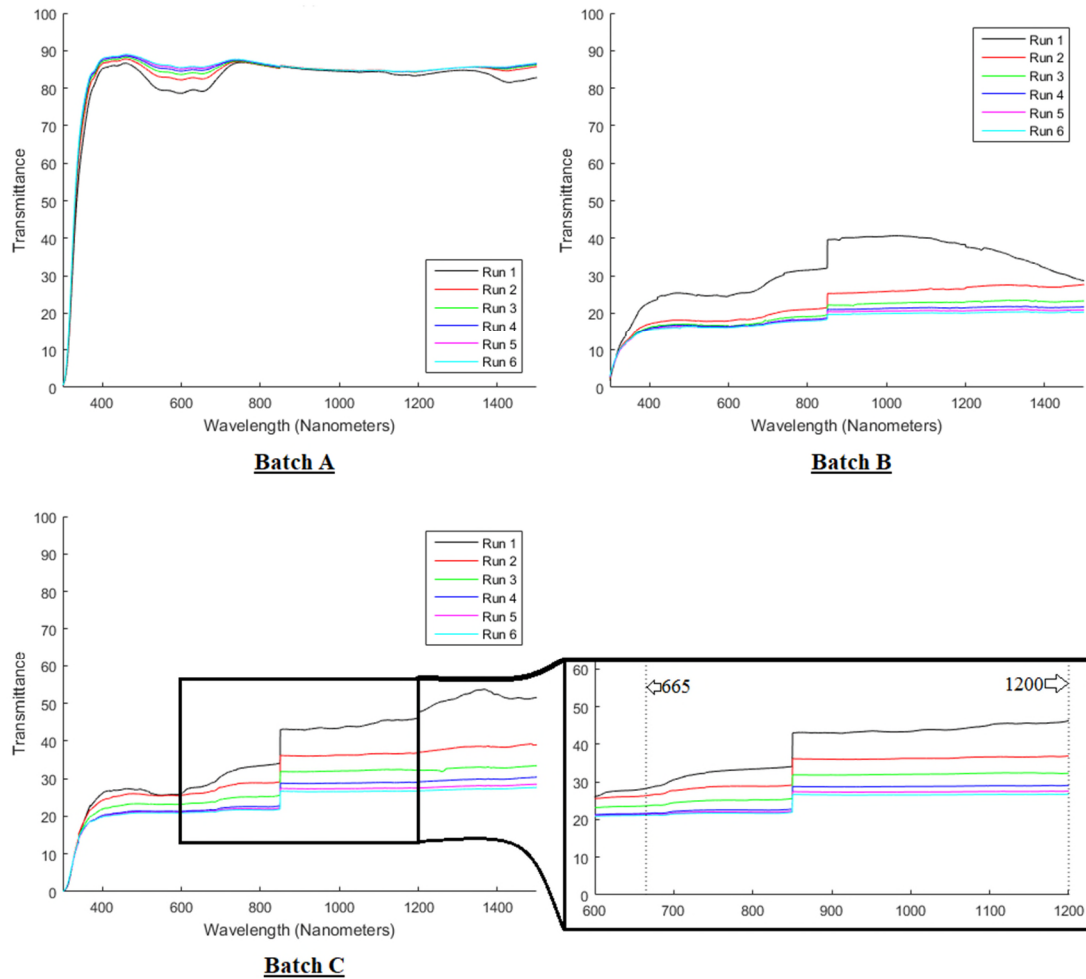 100
90
80
70
60
50
40
30
20
10
0
Transmittance
Run 1
Run 2
Run 3
Run 4
Run 5
Run 6
400 600 800 1000 1200 1400
Wavelength (Nanometers)
Batch A
100
90
80
70
60
50
40
30
20
10
0
Transmittance
Run 1
Run 2
Run 3
Run 4
Run 5
Run 6
400 600 800 1000 1200 1400
Wavelength (Nanometers)
Batch B
100
90
80
70
60
50
40
30
20
10
0
Transmittance
Run 1
Run 2
Run 3
Run 4
Run 5
Run 6
400 600 800 1000 1200 1400
Wavelength (Nanometers)
Batch C
60
50
40
30
20
10
0
665
1200
600 700 800 900 1000 1100 1200